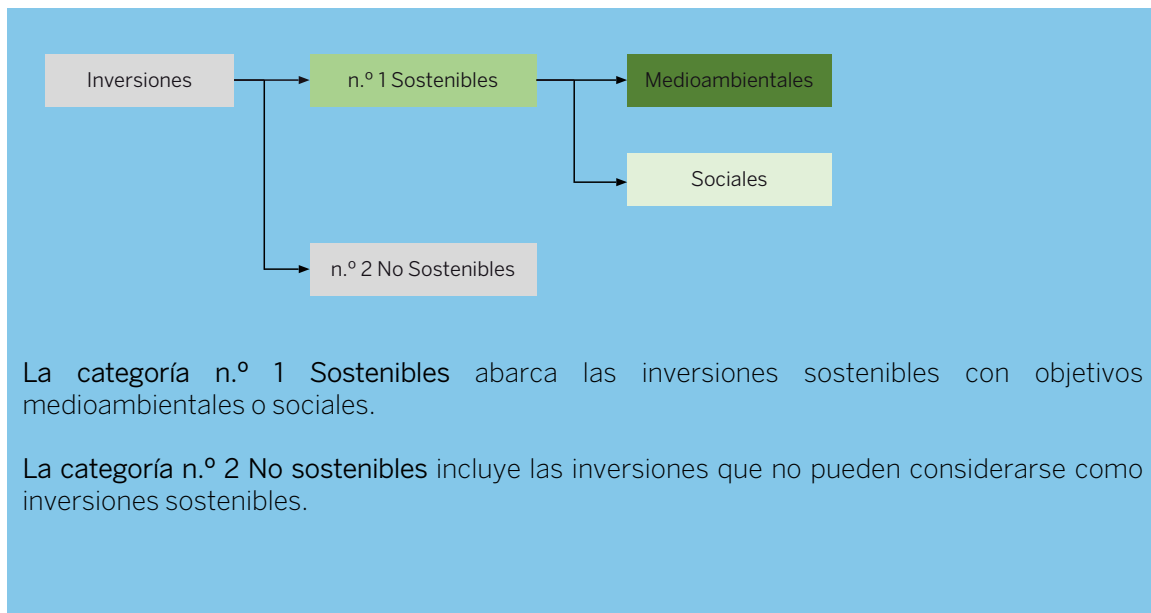 Inversiones
n.º 1 Sostenibles
Medioambientales
Sociales
n.º 2 No Sostenibles
La categoría n.º 1 Sostenibles abarca las inversiones sostenibles con objetivos
medioambientales o sociales.
La categoría n.º 2 No sostenibles incluye las inversiones que no pueden considerarse como
inversiones sostenibles.